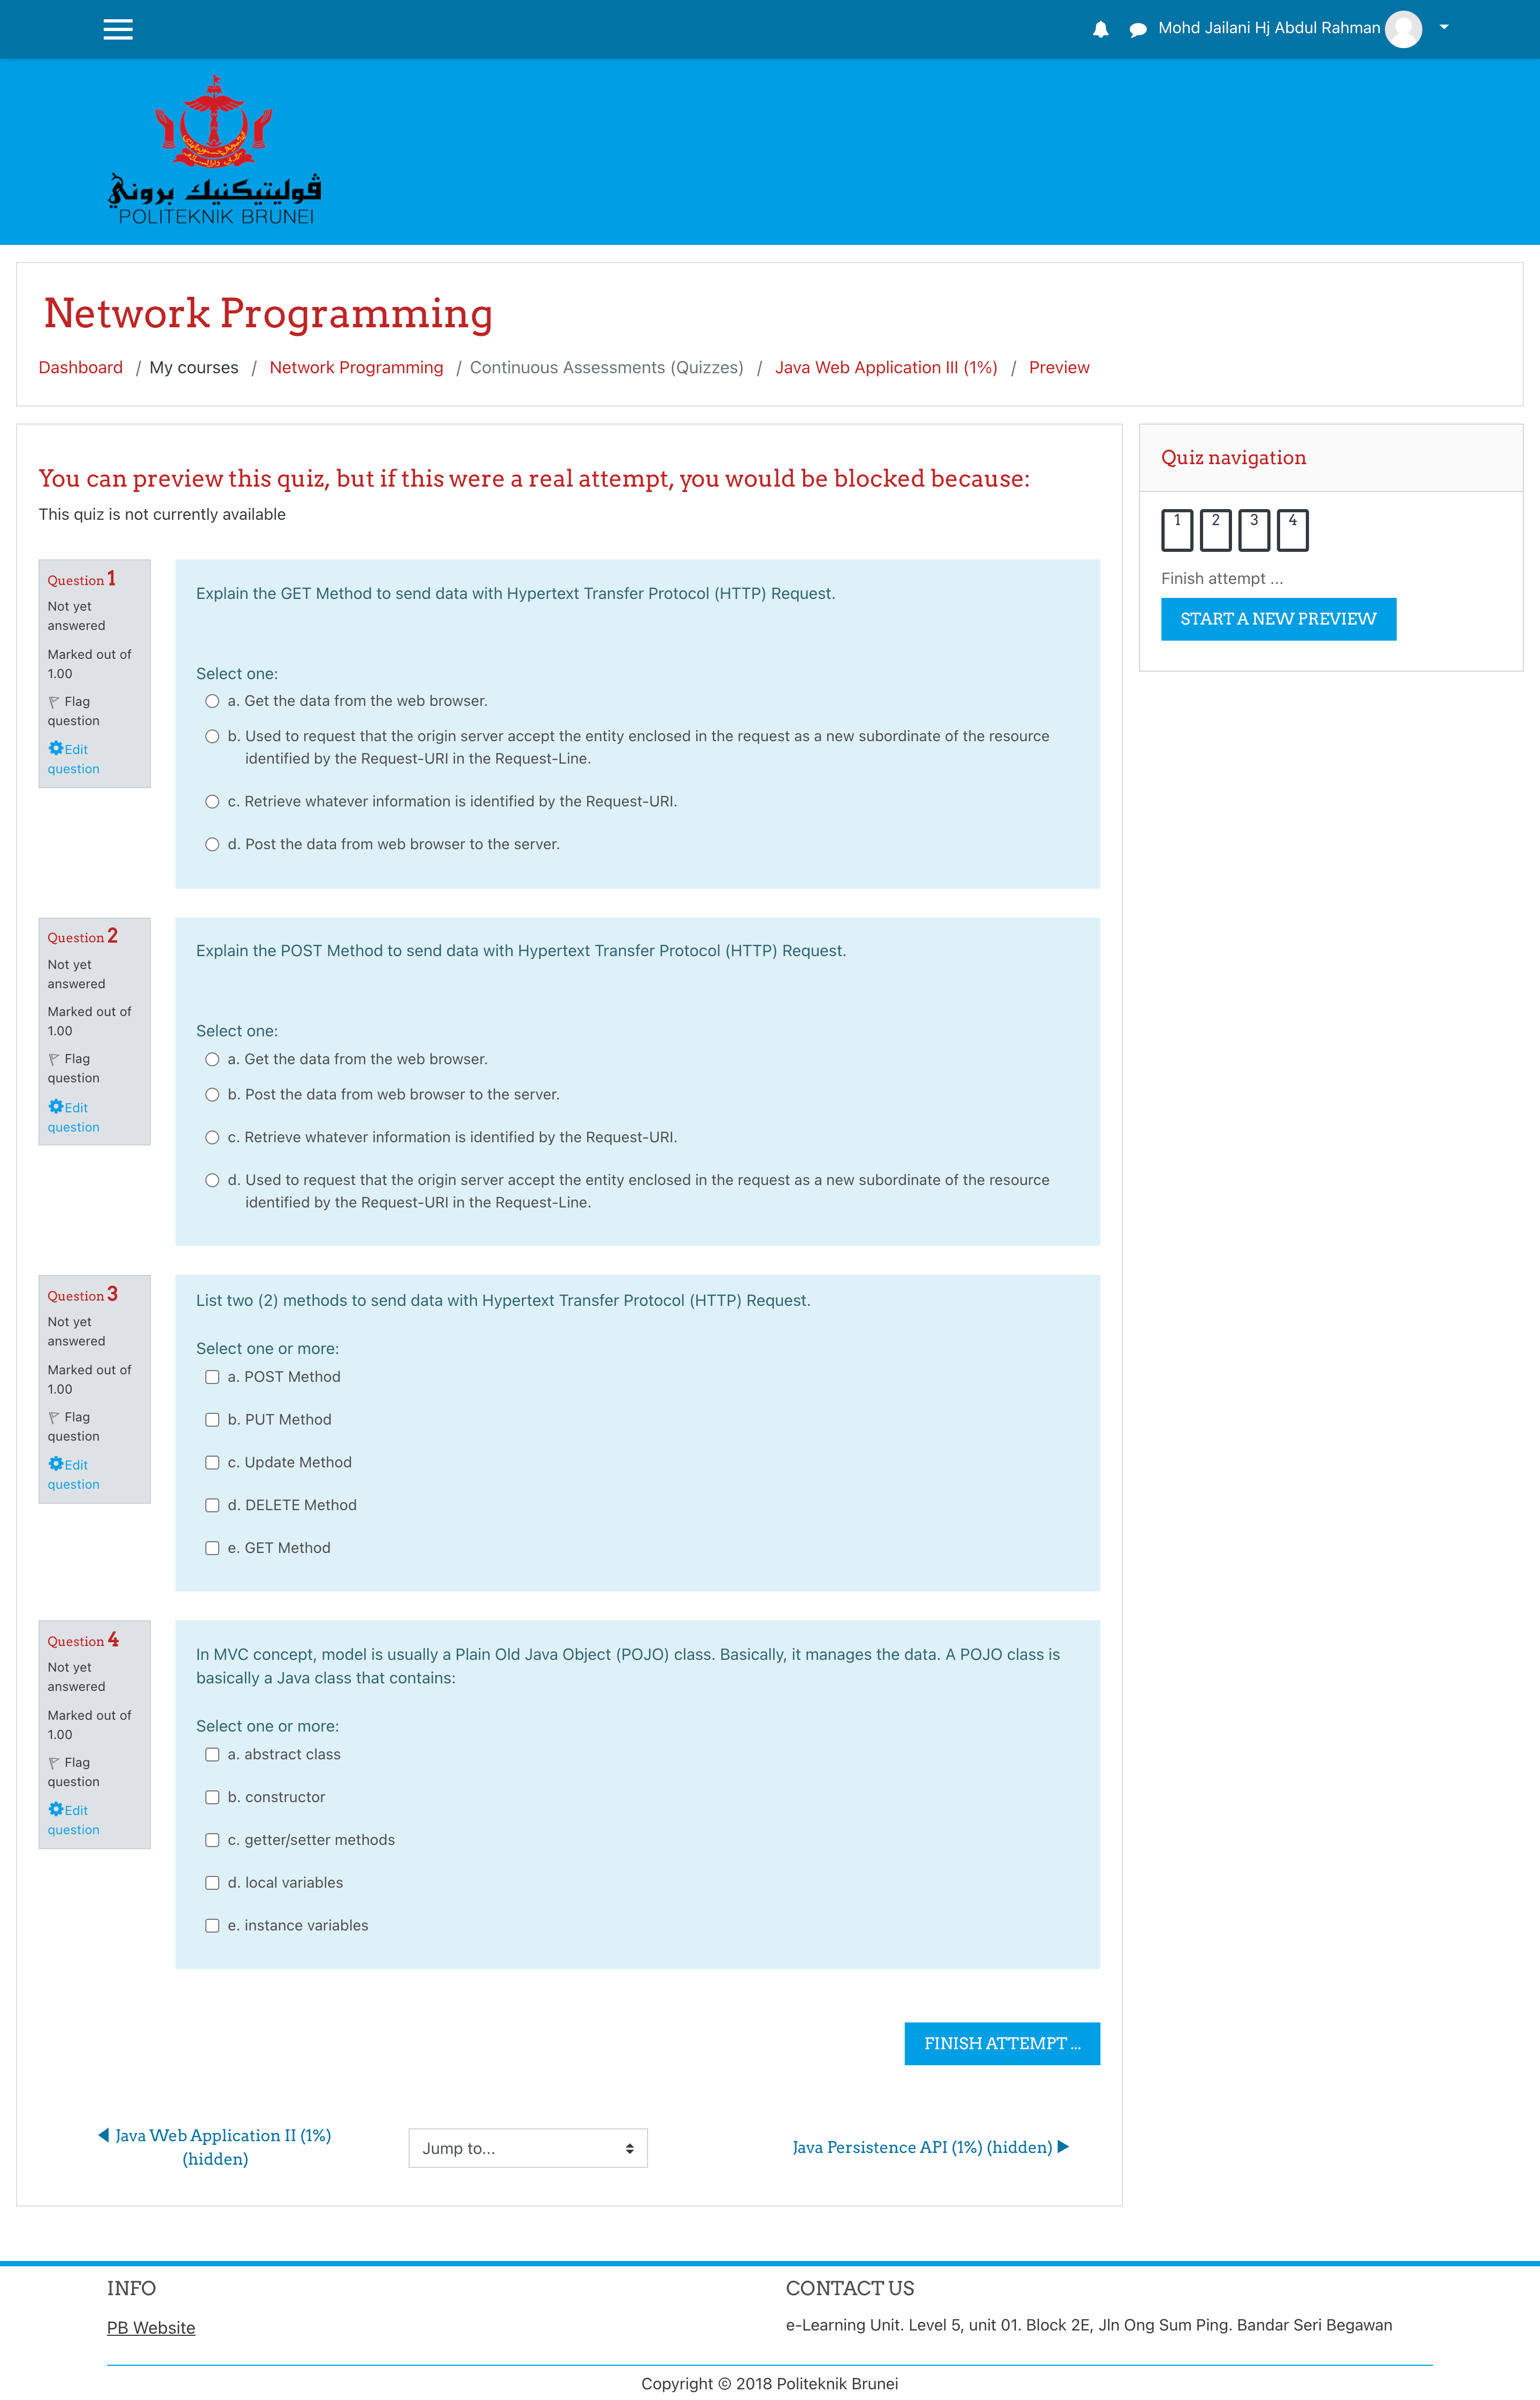 Mohd Jailani Hj Abdul Rahman
ڤوليتيكنيك بروني
POLITEKNIK BRUNEI
Network Programming
Dashboard / My courses / Network Programming / Continuous Assessments (Quizzes) / Java Web Application III (1%) / Preview
You can preview this quiz, but if this were a real attempt, you would be blocked because:
This quiz is not currently available
Question 1
Not yet
answered
Marked out of
1.00
Flag
question
Edit
question
Explain the GET Method to send data with Hypertext Transfer Protocol (HTTP) Request.
Select one:
a. Get the data from the web browser.
b. Used to request that the origin server accept the entity enclosed in the request as a new subordinate of the resource
identified by the Request-URI in the Request-Line.
c. Retrieve whatever information is identified by the Request-URI.
d. Post the data from web browser to the server.
Question 2
Not yet
answered
Marked out of
1.00
Flag
question
Edit
question
Explain the POST Method to send data with Hypertext Transfer Protocol (HTTP) Request.
Select one:
a. Get the data from the web browser.
b. Post the data from web browser to the server.
c. Retrieve whatever information is identified by the Request-URI.
d. Used to request that the origin server accept the entity enclosed in the request as a new subordinate of the resource
identified by the Request-URI in the Request-Line.
Question 3
Not yet
answered
Marked out of
1.00
Flag
question
Edit
question
List two (2) methods to send data with Hypertext Transfer Protocol (HTTP) Request.
Select one or more:
a. POST Method
b. PUT Method
c. Update Method
d. DELETE Method
e. GET Method
Question 4
Not yet
answered
Marked out of
1.00
Flag
question
Edit
question
In MVC concept, model is usually a Plain Old Java Object (POJO) class. Basically, it manages the data. A POJO class is
basically a Java class that contains:
Select one or more:
a. abstract class
b. constructor
c. getter/setter methods
d. local variables
e. instance variables
FINISH ATTEMPT ...
◀ Java Web Application II (1%)
(hidden)
Jump to...
Java Persistence API (1%) (hidden) ▶
Quiz navigation
1 2 3 4
Finish attempt ...
START A NEW PREVIEW
INFO
PB Website
CONTACT US
e-Learning Unit. Level 5, unit 01. Block 2E, Jln Ong Sum Ping. Bandar Seri Begawan
Copyright © 2018 Politeknik Brunei